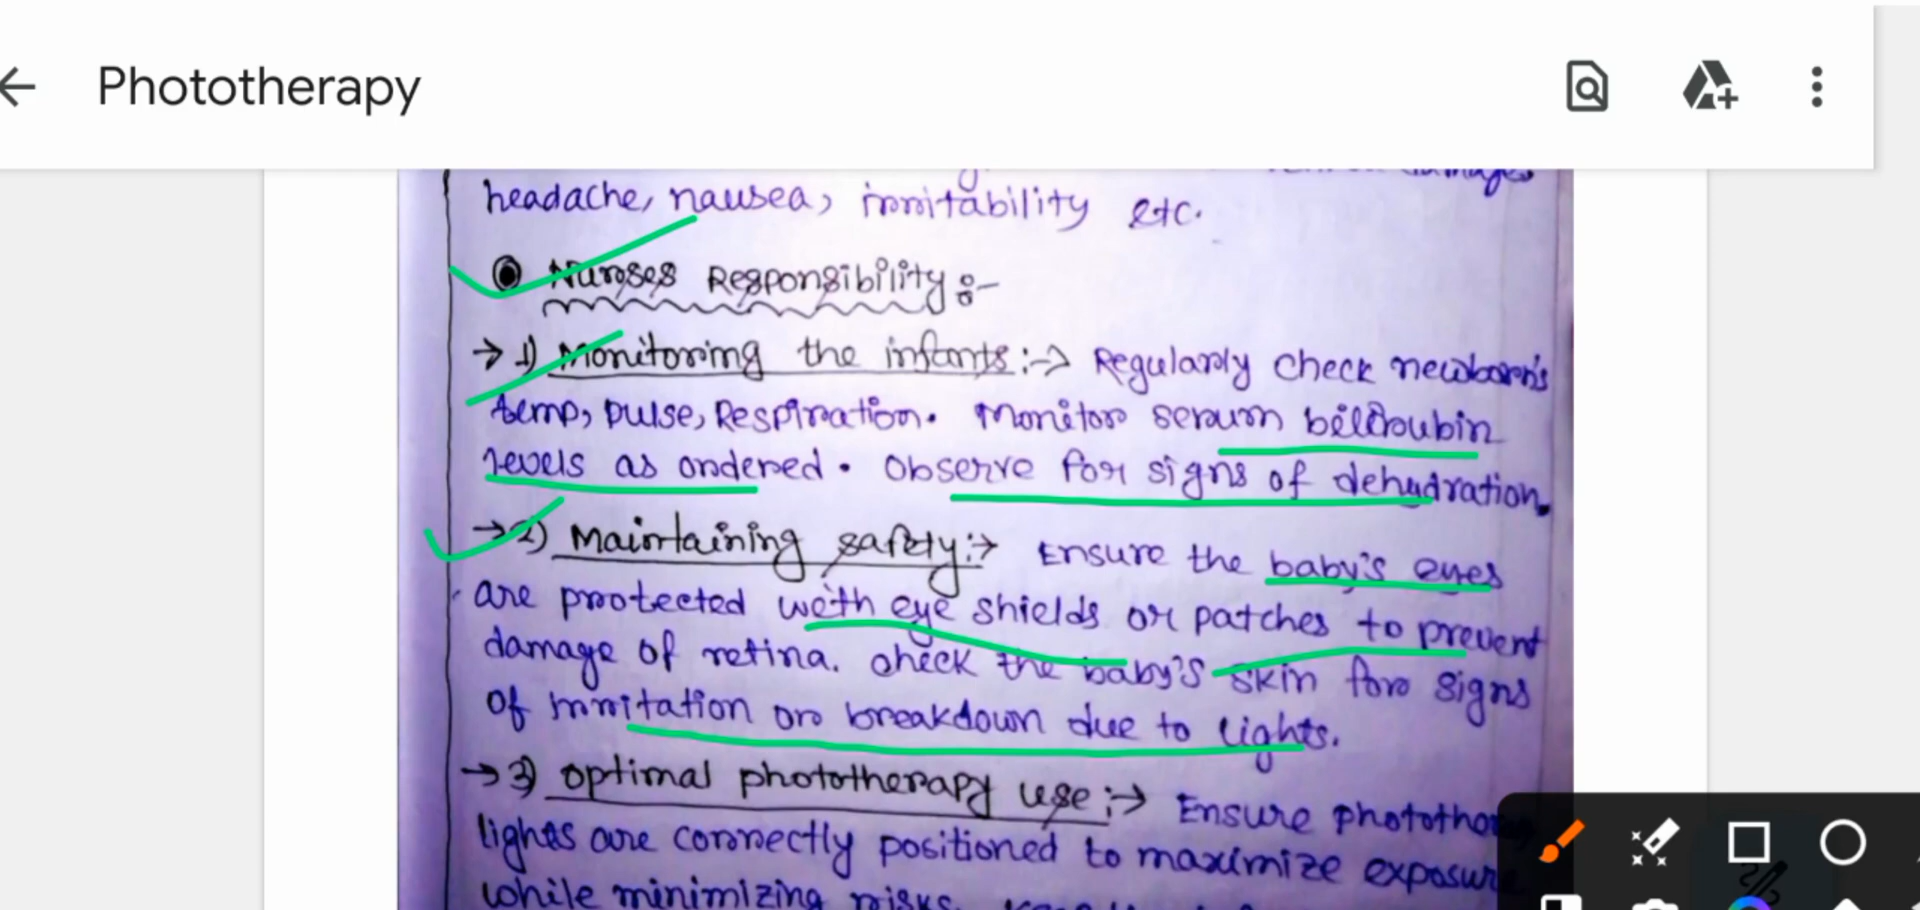 Phototherapy
damages
headache, nausea, irritability etc.
Nurses Responsibility :-
→ 1) Monitoring the infants :→ Regularly check newborn's
temp, pulse, Respiration. Monitor serum bilirubin
levels as ordered. Observe for signs of dehydration.
→ 2) Maintaining safety :→ Ensure the baby's eyes
are protected with eye shields or patches to prevent
damage of retina. check the baby's skin for signs
of irritation or breakdown due to lights.
→ 3) optimal phototherapy use :→ Ensure
lights are correctly positioned to maximize
while minimizing risks.